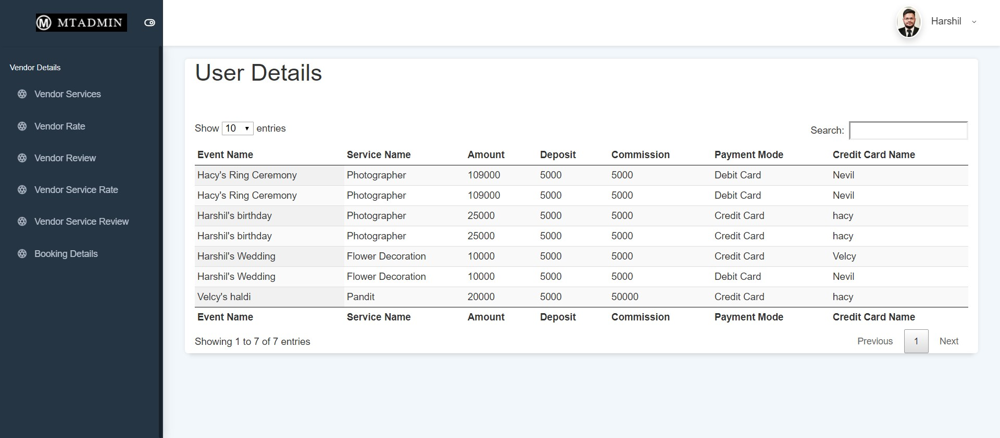 MTADMIN
Harshil
Vendor Details
Vendor Services
Vendor Rate
Vendor Review
Vendor Service Rate
Vendor Service Review
Booking Details
User Details
Show 10 entries
Search:
Event Name Service Name Amount Deposit Commission Payment Mode Credit Card Name
Hacy's Ring Ceremony Photographer 109000 5000 5000 Debit Card Nevil
Hacy's Ring Ceremony Photographer 109000 5000 5000 Debit Card Nevil
Harshil's birthday Photographer 25000 5000 5000 Credit Card hacy
Harshil's birthday Photographer 25000 5000 5000 Credit Card hacy
Harshil's Wedding Flower Decoration 10000 5000 5000 Credit Card Velcy
Harshil's Wedding Flower Decoration 10000 5000 5000 Debit Card Nevil
Velcy's haldi Pandit 20000 5000 50000 Credit Card hacy
Event Name Service Name Amount Deposit Commission Payment Mode Credit Card Name
Showing 1 to 7 of 7 entries
Previous 1 Next